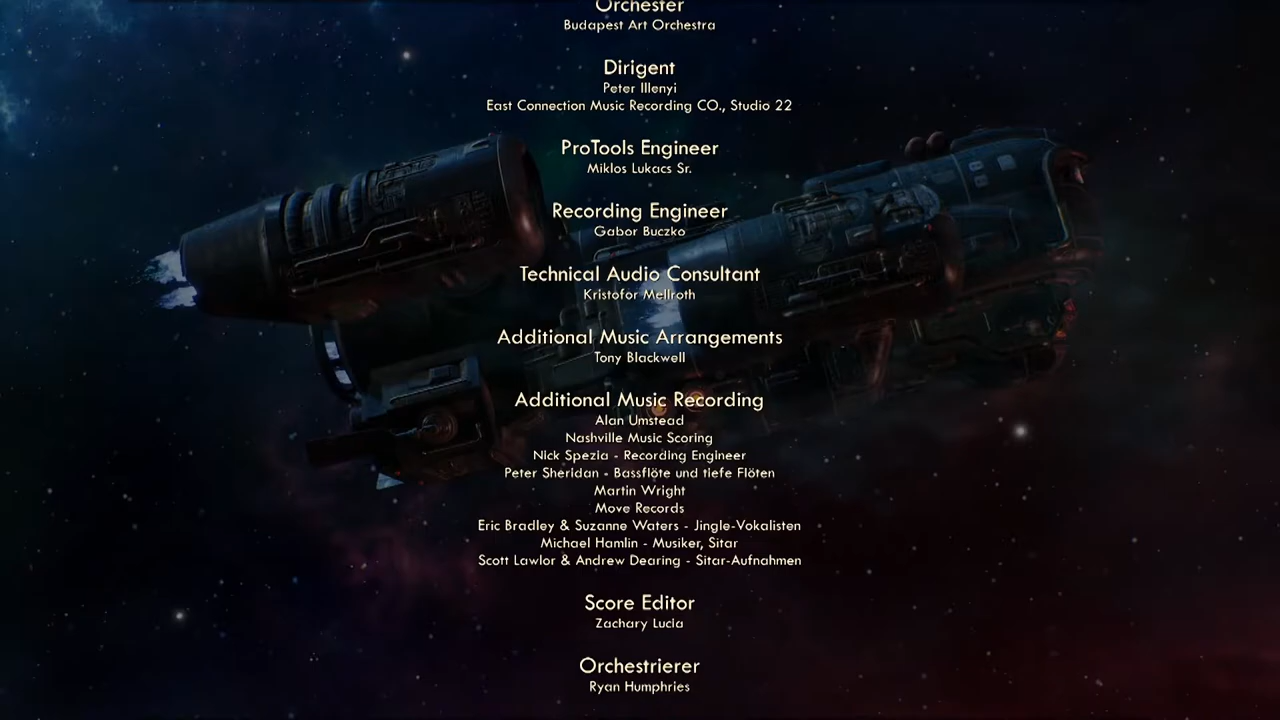 Orchester
Budapest Art Orchestra
Dirigent
Peter Illenyi
East Connection Music Recording CO., Studio 22
ProTools Engineer
Miklos Lukacs Sr.
Recording Engineer
Gabor Buczko
Technical Audio Consultant
Kristofor Mellroth
Additional Music Arrangements
Tony Blackwell
Additional Music Recording
Alan Umstead
Nashville Music Scoring
Nick Spezia - Recording Engineer
Peter Sheridan - Bassflöte und tiefe Flöten
Martin Wright
Move Records
Eric Bradley & Suzanne Waters - Jingle-Vokalisten
Michael Hamlin - Musiker, Sitar
Scott Lawlor & Andrew Dearing - Sitar-Aufnahmen
Score Editor
Zachary Lucia
Orchestrierer
Ryan Humphries